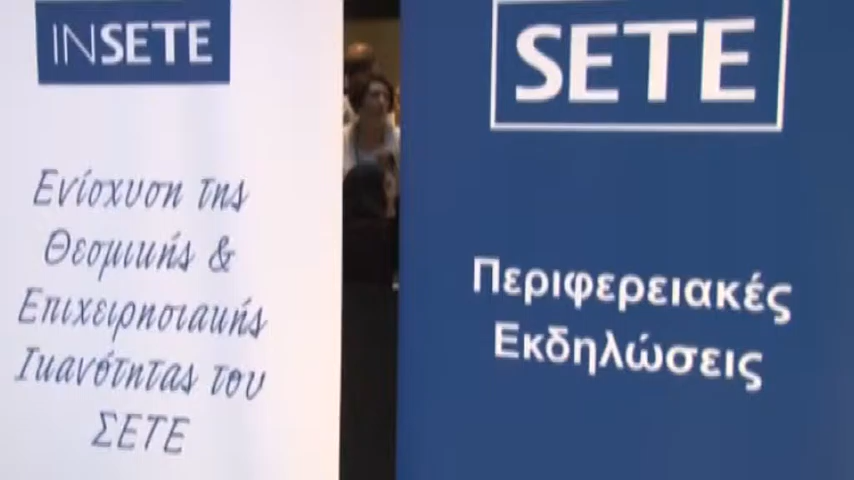 INSETE
Ενίσχυση της
Θεσμικής &
Επιχειρησιακής
Ικανότητας του
ΣΕΤΕ
SETE
Περιφερειακές
Εκδηλώσεις